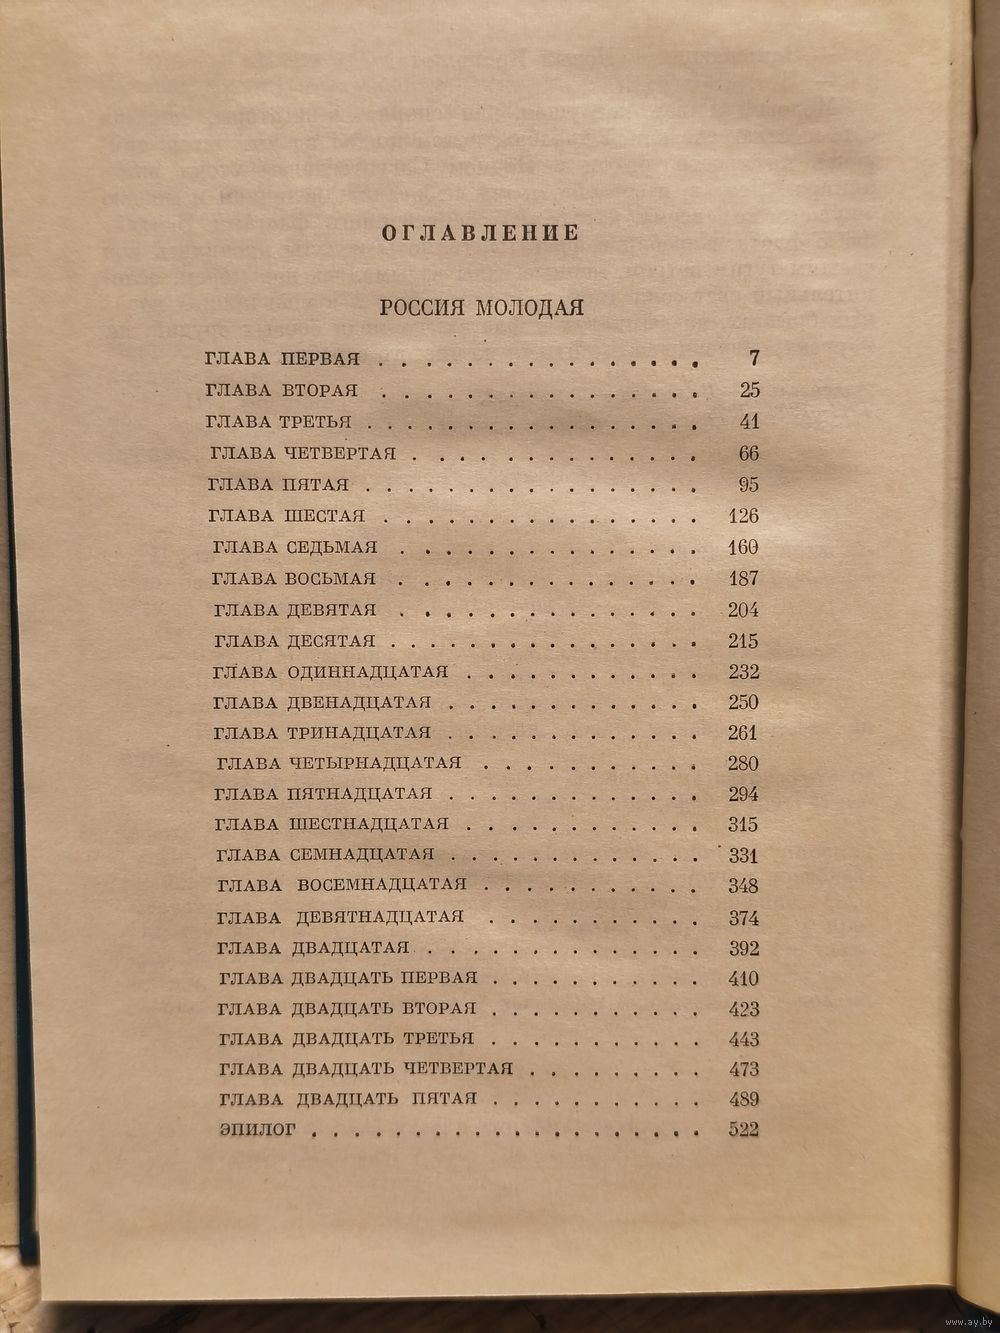 ОГЛАВЛЕНИЕ
РОССИЯ МОЛОДАЯ
ГЛАВА ПЕРВАЯ . . . . . . . . . . . . . . . 7
ГЛАВА ВТОРАЯ . . . . . . . . . . . . . . . 25
ГЛАВА ТРЕТЬЯ . . . . . . . . . . . . . . . . 41
ГЛАВА ЧЕТВЕРТАЯ . . . . . . . . . . . . . 66
ГЛАВА ПЯТАЯ . . . . . . . . . . . . . . . . 95
ГЛАВА ШЕСТАЯ . . . . . . . . . . . . . . . 126
ГЛАВА СЕДЬМАЯ . . . . . . . . . . . . . . 160
ГЛАВА ВОСЬМАЯ . . . . . . . . . . . . . . 187
ГЛАВА ДЕВЯТАЯ . . . . . . . . . . . . . . 204
ГЛАВА ДЕСЯТАЯ . . . . . . . . . . . . . . . 215
ГЛАВА ОДИННАДЦАТАЯ . . . . . . . . . . . 232
ГЛАВА ДВЕНАДЦАТАЯ . . . . . . . . . . . . 250
ГЛАВА ТРИНАДЦАТАЯ . . . . . . . . . . . . 261
ГЛАВА ЧЕТЫРНАДЦАТАЯ . . . . . . . . . . . 280
ГЛАВА ПЯТНАДЦАТАЯ . . . . . . . . . . . . 294
ГЛАВА ШЕСТНАДЦАТАЯ . . . . . . . . . . . 315
ГЛАВА СЕМНАДЦАТАЯ . . . . . . . . . . . . 331
ГЛАВА ВОСЕМНАДЦАТАЯ . . . . . . . . . . . 348
ГЛАВА ДЕВЯТНАДЦАТАЯ . . . . . . . . . . 374
ГЛАВА ДВАДЦАТАЯ . . . . . . . . . . . . . 392
ГЛАВА ДВАДЦАТЬ ПЕРВАЯ . . . . . . . . . . 410
ГЛАВА ДВАДЦАТЬ ВТОРАЯ . . . . . . . . . . 423
ГЛАВА ДВАДЦАТЬ ТРЕТЬЯ . . . . . . . . . . 443
ГЛАВА ДВАДЦАТЬ ЧЕТВЕРТАЯ . . . . . . . . . 473
ГЛАВА ДВАДЦАТЬ ПЯТАЯ . . . . . . . . . . 489
ЭПИЛОГ . . . . . . . . . . . . . . . . . . 522
www.ay.by